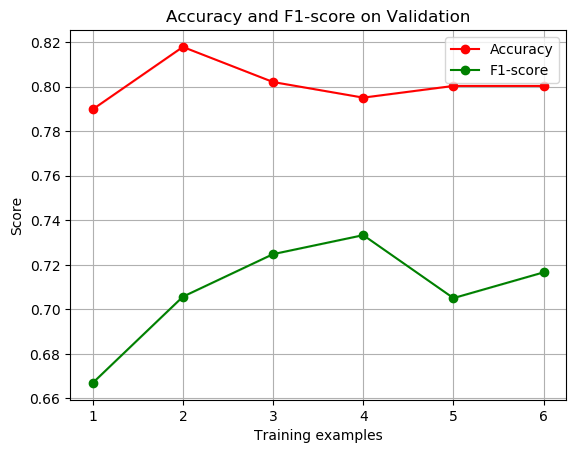 Accuracy and F1-score on Validation
Accuracy
F1-score
0.82
0.80
0.78
0.76
0.74
0.72
0.70
0.68
0.66
Score
1 2 3 4 5 6
Training examples